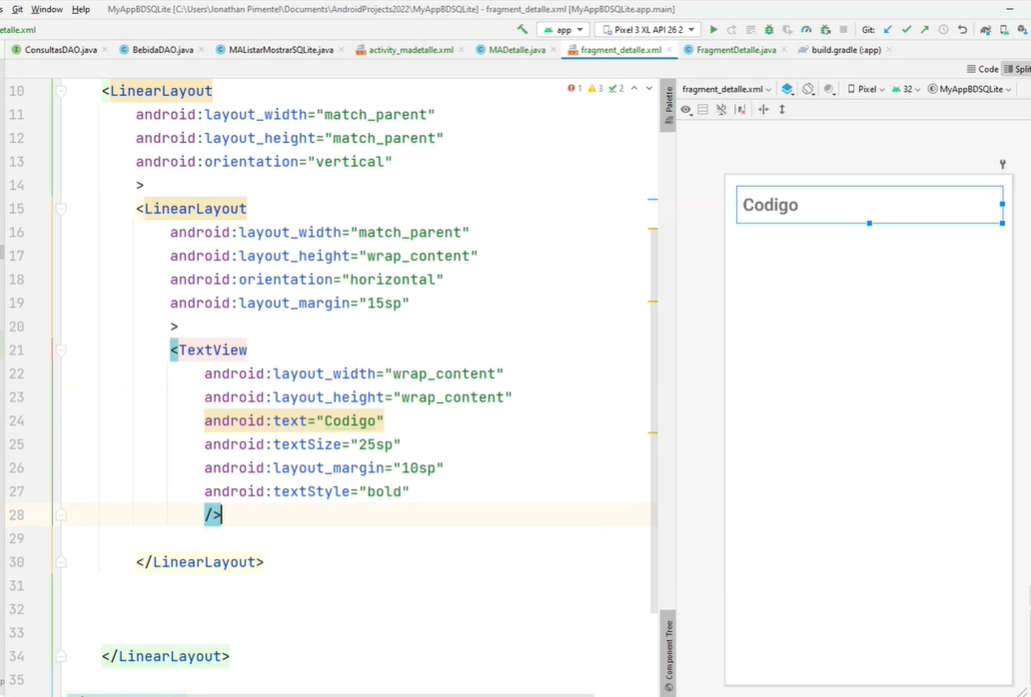 Git Window Help MyAppBDSQLite [C:\Users\Jonathan Pimentel\Documents\AndroidProjects2022\MyAppBDSQLite] - fragment_detalle.xml [MyAppBDSQLite.app.main]
talle.xml app Pixel 3 XL API 26 2 Git:
ConsultasDAO.java BebidaDAO.java MAListarMostrarSQLite.java activity_madetalle.xml MADetalle.java fragment_detalle.xml FragmentDetalle.java build.gradle (:app)
Code Split
10 <LinearLayout 1 3 2
11 android:layout_width="match_parent"
12 android:layout_height="match_parent"
13 android:orientation="vertical"
14 >
15 <LinearLayout
16 android:layout_width="match_parent"
17 android:layout_height="wrap_content"
18 android:orientation="horizontal"
19 android:layout_margin="15sp"
20 >
21 <TextView
22 android:layout_width="wrap_content"
23 android:layout_height="wrap_content"
24 android:text="Codigo"
25 android:textSize="25sp"
26 android:layout_margin="10sp"
27 android:textStyle="bold"
28 />
29
30 </LinearLayout>
31
32
33
34 </LinearLayout>
35
Palette
Component Tree
fragment_detalle.xml Pixel 32 MyAppBDSQLite
Codigo